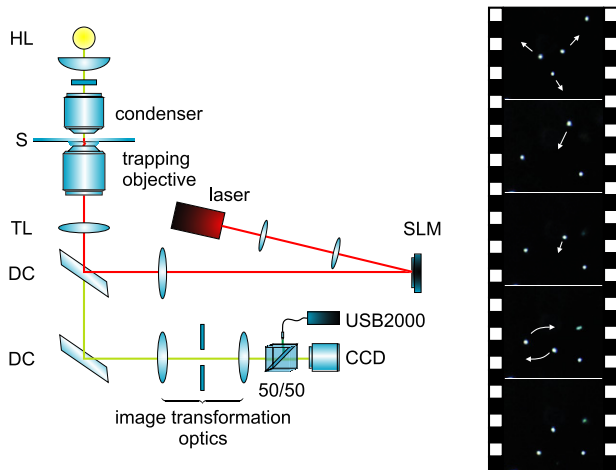 HL
condenser
S
trapping
objective
laser
TL
SLM
DC
USB2000
DC
CCD
50/50
image transformation
optics